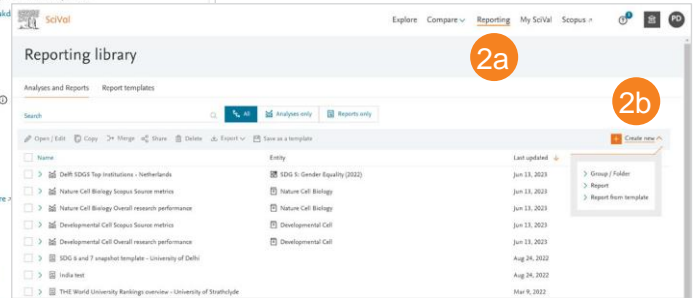 SciVal
Explore Compare Reporting My SciVal Scopus
PD
Reporting library
2a
Analyses and Reports Report templates
2b
Search
All Analyses only Reports only
Open / Edit Copy Merge Share Delete Export Save as a template
Create new
Name Entity Last updated
Group / Folder
Report
Report from template
Delft SDG5 Top Institutions - Netherlands SDG 5: Gender Equality (2022) Jun 13, 2023
Nature Cell Biology Scopus Source metrics Nature Cell Biology Jun 13, 2023
Nature Cell Biology Overall research performance Nature Cell Biology Jun 13, 2023
Developmental Cell Scopus Source metrics Developmental Cell Jun 13, 2023
Developmental Cell Overall research performance Developmental Cell Jun 13, 2023
SDG 6 and 7 snapshot template - University of Delhi Aug 24, 2022
India test Aug 24, 2022
THE World University Rankings overview - University of Strathclyde Mar 9, 2022